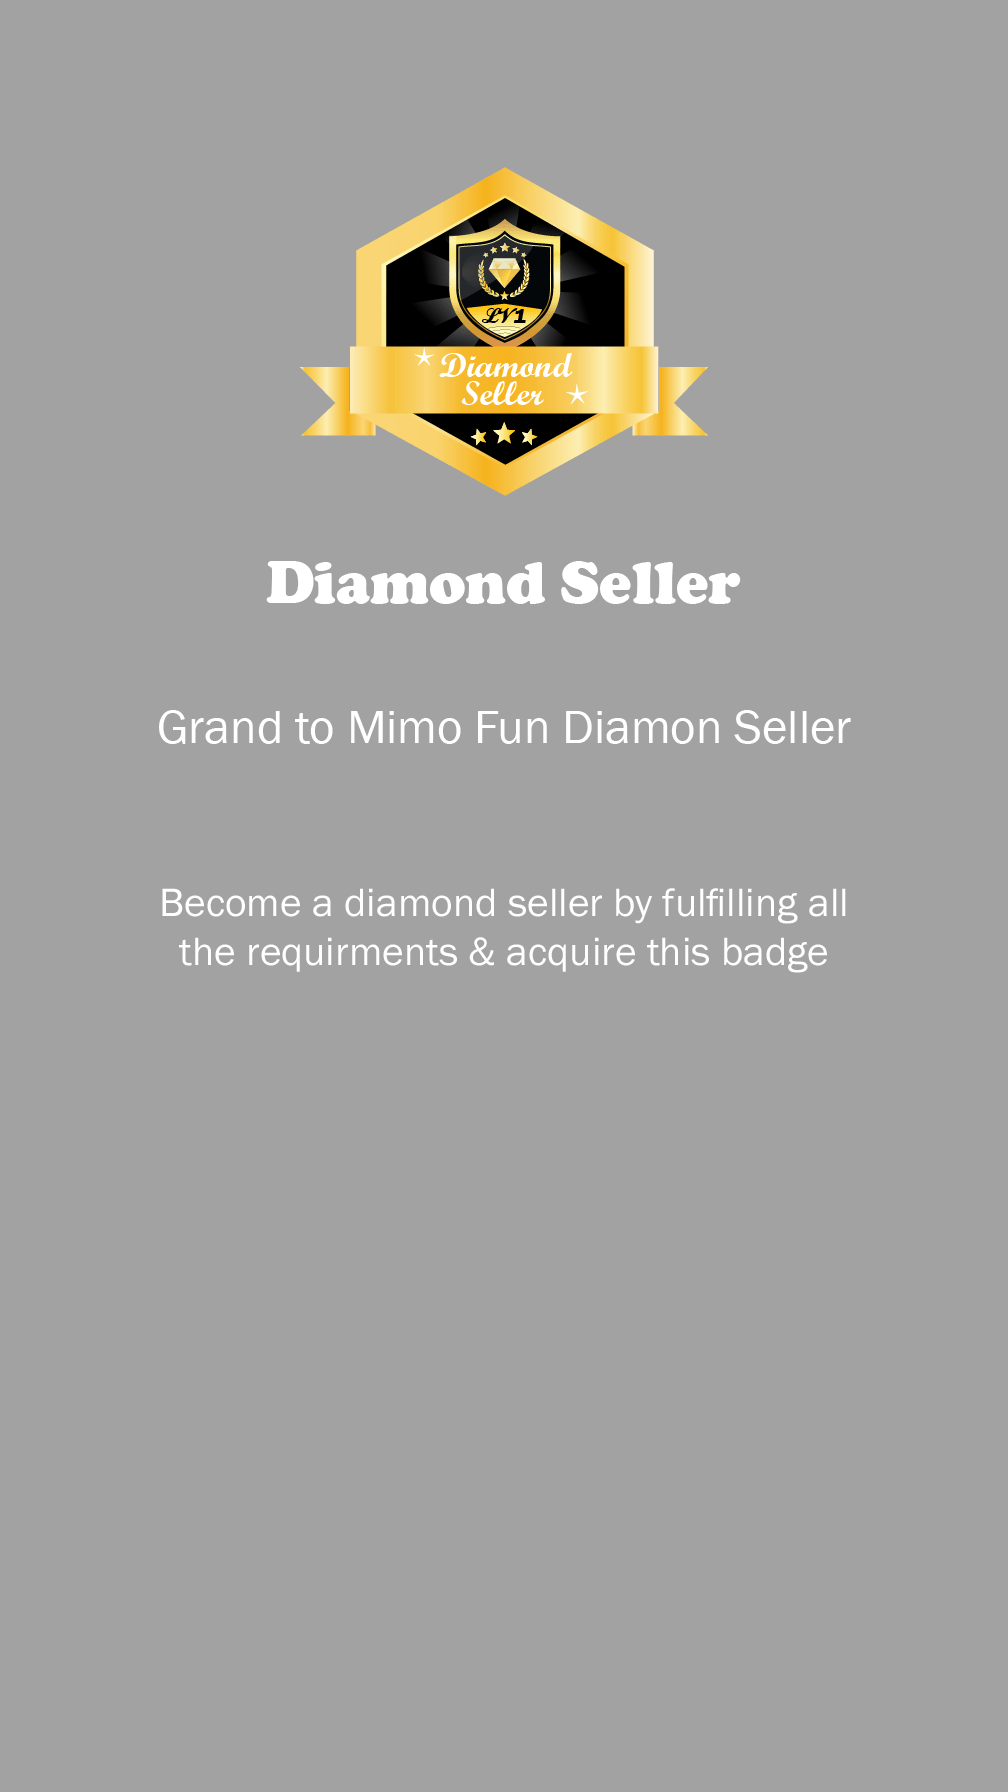 LV1
Diamond
Seller
Diamond Seller
Grand to Mimo Fun Diamon Seller
Become a diamond seller by fulfilling all
the requirments & acquire this badge